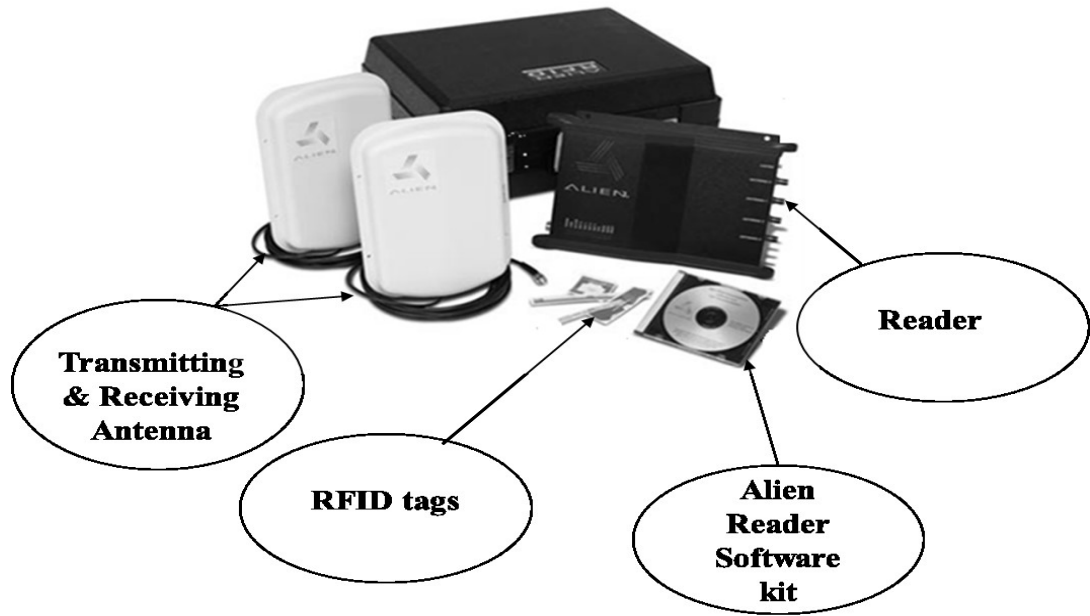 ALIEN
ALIEN
ALIEN
Reader
Transmitting
& Receiving
Antenna
RFID tags
Alien
Reader
Software
kit